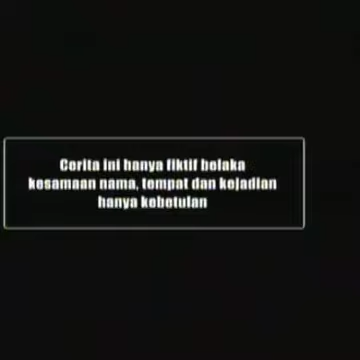 Cerita ini hanya fiktif belaka
kesamaan nama, tempat dan kejadian
hanya kebetulan